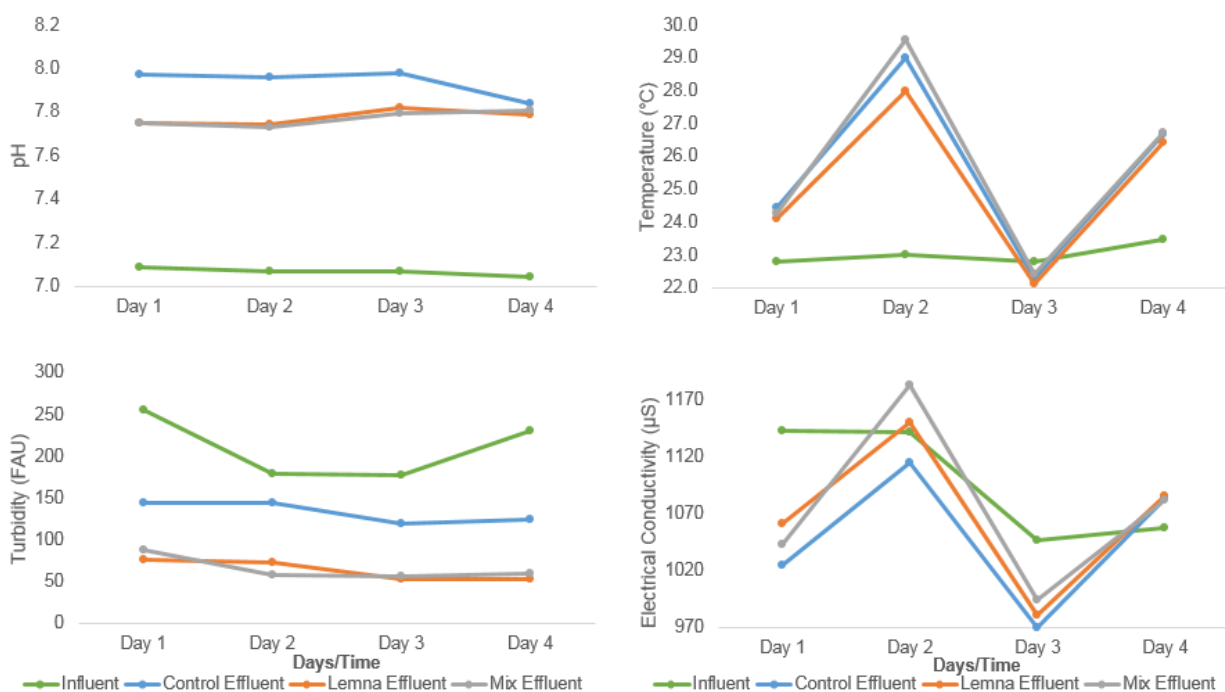 8.2
8.0
7.8
7.6
7.4
7.2
7.0
pH
Day 1 Day 2 Day 3 Day 4
30.0
29.0
28.0
27.0
26.0
25.0
24.0
23.0
22.0
Temperature (°C)
Day 1 Day 2 Day 3 Day 4
300
250
200
150
100
50
0
Turbidity (FAU)
Day 1 Day 2 Day 3 Day 4
Days/Time
Influent Control Effluent Lemna Effluent Mix Effluent
1170
1120
1070
1020
970
Electrical Conductivity (µS)
Day 1 Day 2 Day 3 Day 4
Days/Time
Influent Control Effluent Lemna Effluent Mix Effluent